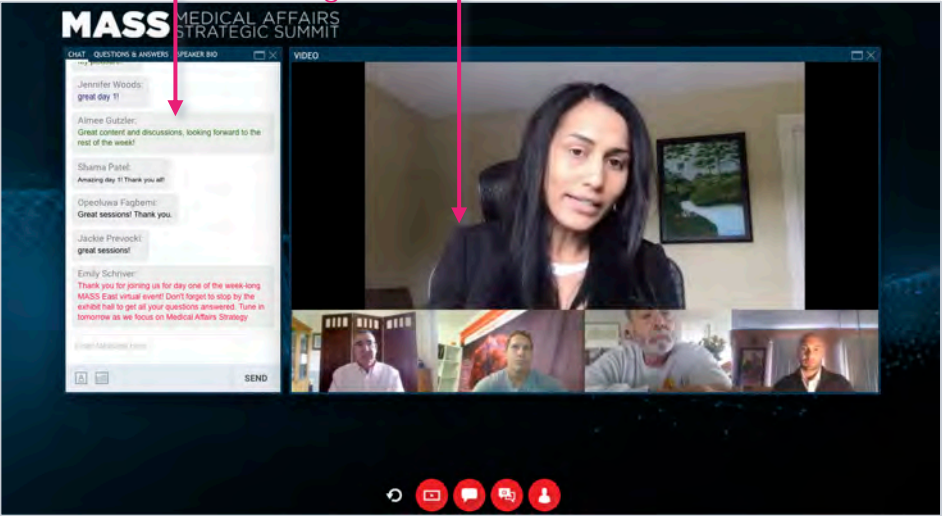 MASS MEDICAL AFFAIRS
STRATEGIC SUMMIT
CHAT QUESTIONS & ANSWERS SPEAKER BIO
VIDEO
Jennifer Woods:
great day 1!
Aimee Gutzler:
Great content and discussions, looking forward to the
rest of the week!
Shama Patel:
Amazing day 1! Thank you all!
Opeoluwa Fagbemi:
Great sessions! Thank you.
Jackie Prevocki:
great sessions!
Emily Schriver:
Thank you for joining us for day one of the week-long
MASS East virtual event! Don't forget to stop by the
exhibit hall to get all your questions answered. Tune in
tomorrow as we focus on Medical Affairs Strategy
Enter message here
A
SEND